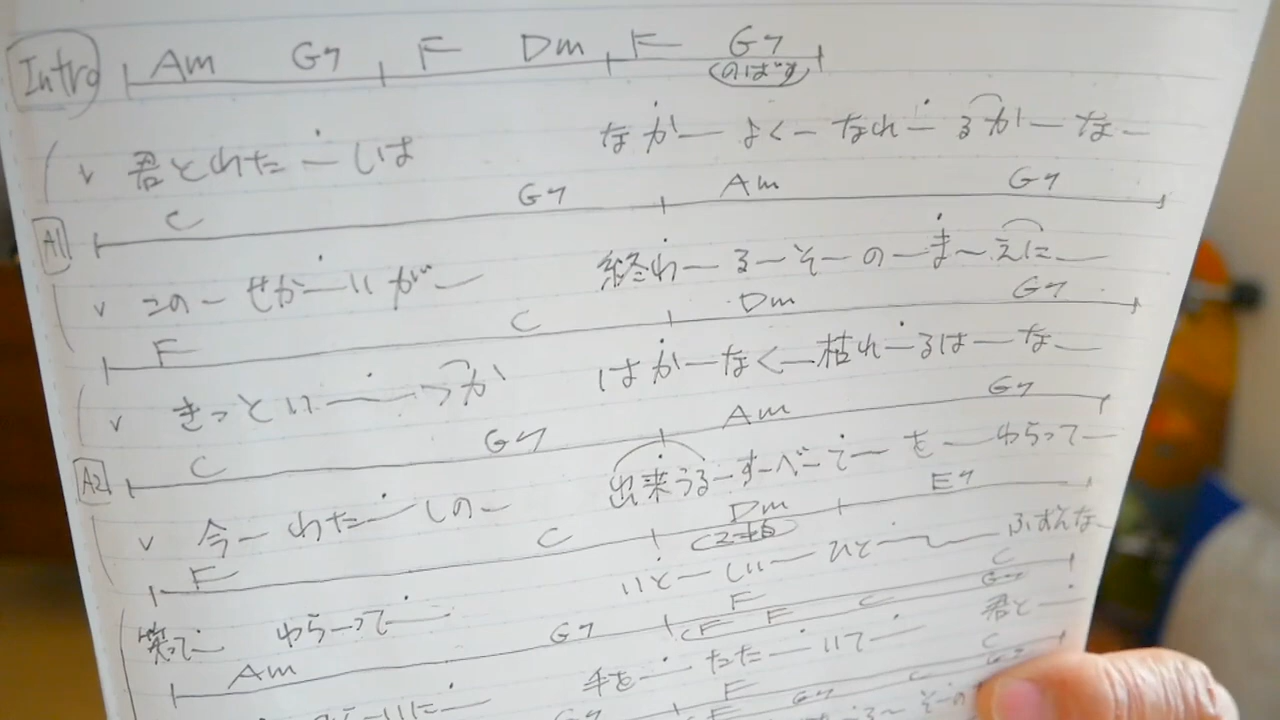 Intro Am G7 F Dm F G7
(のばす)
君とわたーしは なかーよくーなれーるかーなー
A1 C G7 Am G7
このーせかーいがー 終わーるーそーのーまーえにー
F C Dm G7
きっといーーつか はかーなくー枯れーるはーなー
A2 C G7 Am G7
今ーわたーしのー 出来うるーすーべーてーをーわらってー
F C Dm E7
(2拍)
笑ってー わらーってー いとーしいーひとー ふざんなー
Am G7 F C
F F G7
手をーたたーいてー 君とー
F C